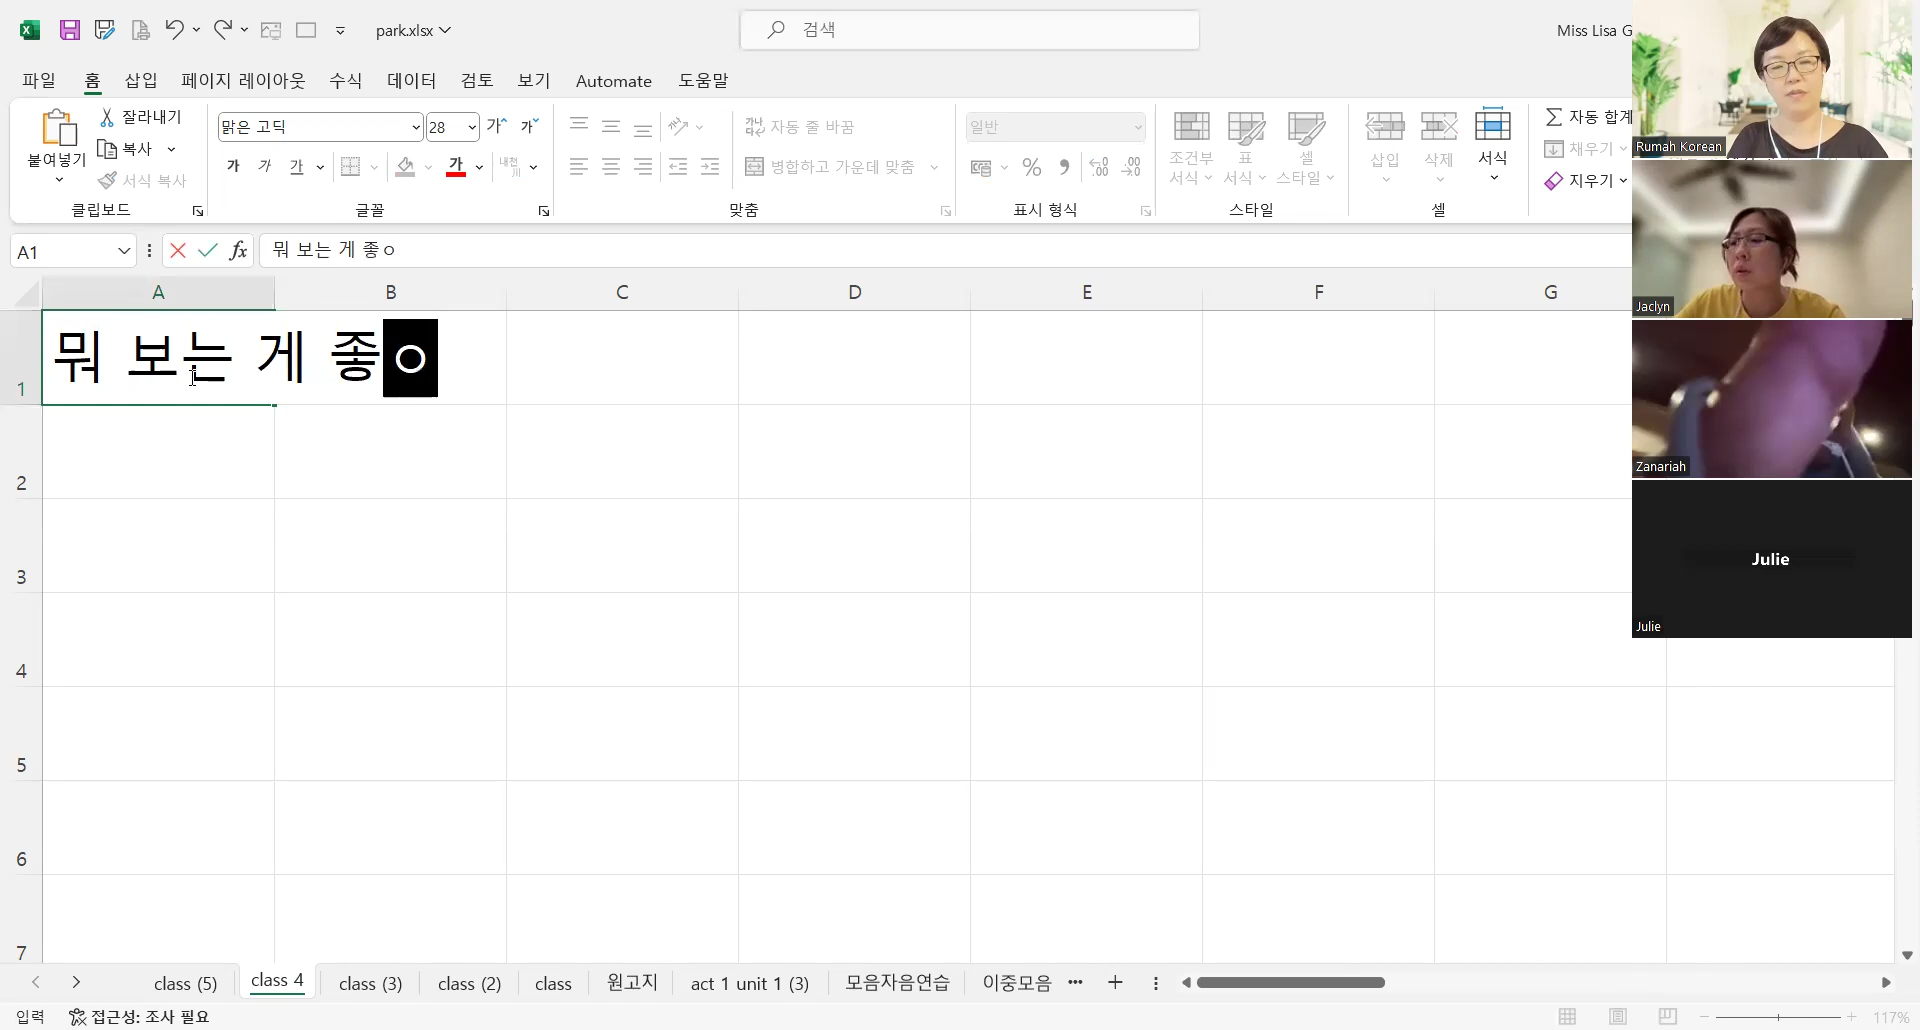 park.xlsx
검색
Miss Lisa G
파일 홈 삽입 페이지 레이아웃 수식 데이터 검토 보기 Automate 도움말
붙여넣기
잘라내기
복사
서식 복사
클립보드
맑은 고딕
28
가 가
가 가 가 가
글꼴
자동 줄 바꿈
병합하고 가운데 맞춤
맞춤
일반
표시 형식
조건부
서식
표
서식
셀
스타일
스타일
삽입
삭제
서식
셀
자동 합계
채우기
지우기
A1
fx
뭐 보는 게 좋ㅇ
A B C D E F G
1
뭐 보는 게 좋ㅇ
2
3
4
5
6
7
Rumah Korean
Jaclyn
Zanariah
Julie
Julie
class (5) class 4 class (3) class (2) class 원고지 act 1 unit 1 (3) 모음자음연습 이중모음
입력
접근성: 조사 필요
117%